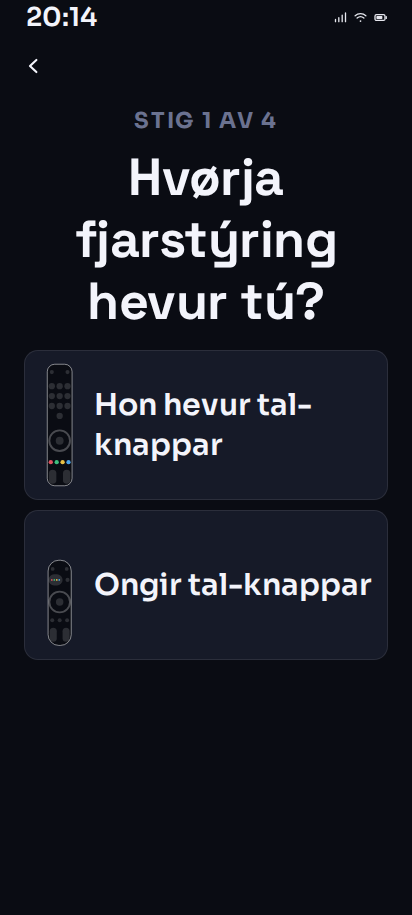 20:14
STIG 1 AV 4
Hvørja
fjarstýring
hevur tú?
Hon hevur tal-
knappar
Ongir tal-knappar